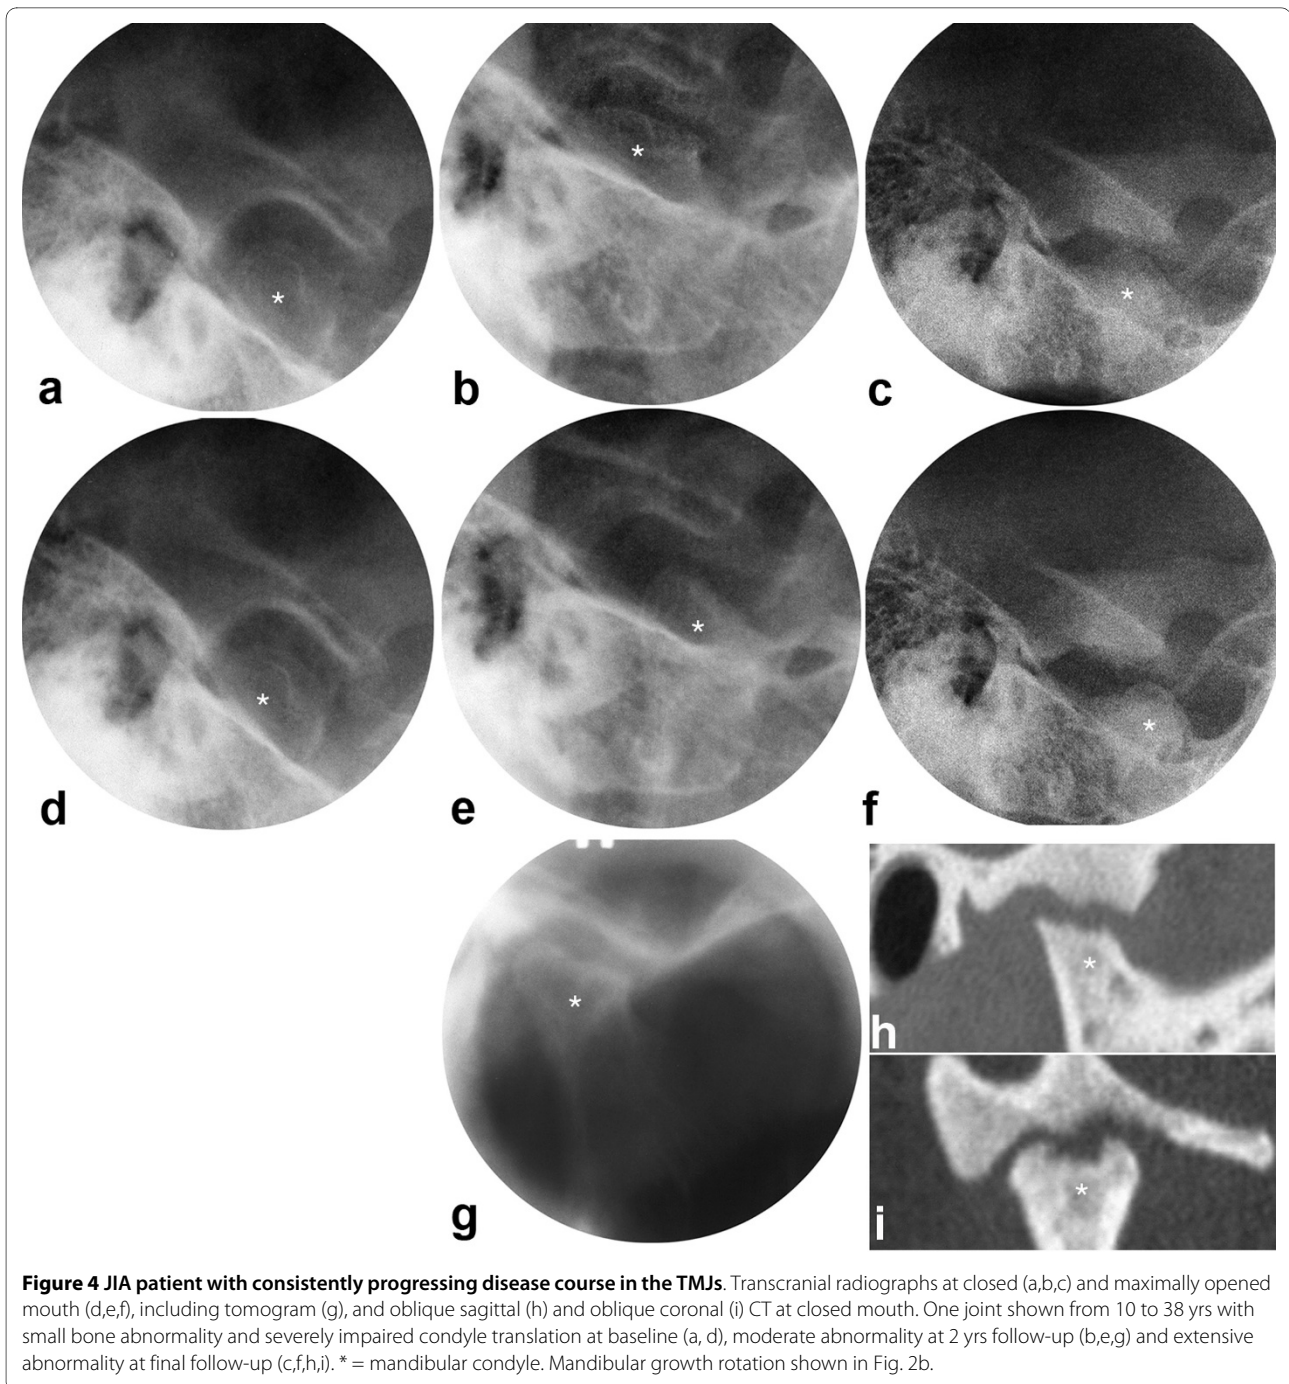 a
b
c
d
e
f
g
h
i
Figure 4 JIA patient with consistently progressing disease course in the TMJs. Transcranial radiographs at closed (a,b,c) and maximally opened
mouth (d,e,f), including tomogram (g), and oblique sagittal (h) and oblique coronal (i) CT at closed mouth. One joint shown from 10 to 38 yrs with
small bone abnormality and severely impaired condyle translation at baseline (a, d), moderate abnormality at 2 yrs follow-up (b,e,g) and extensive
abnormality at final follow-up (c,f,h,i). * = mandibular condyle. Mandibular growth rotation shown in Fig. 2b.